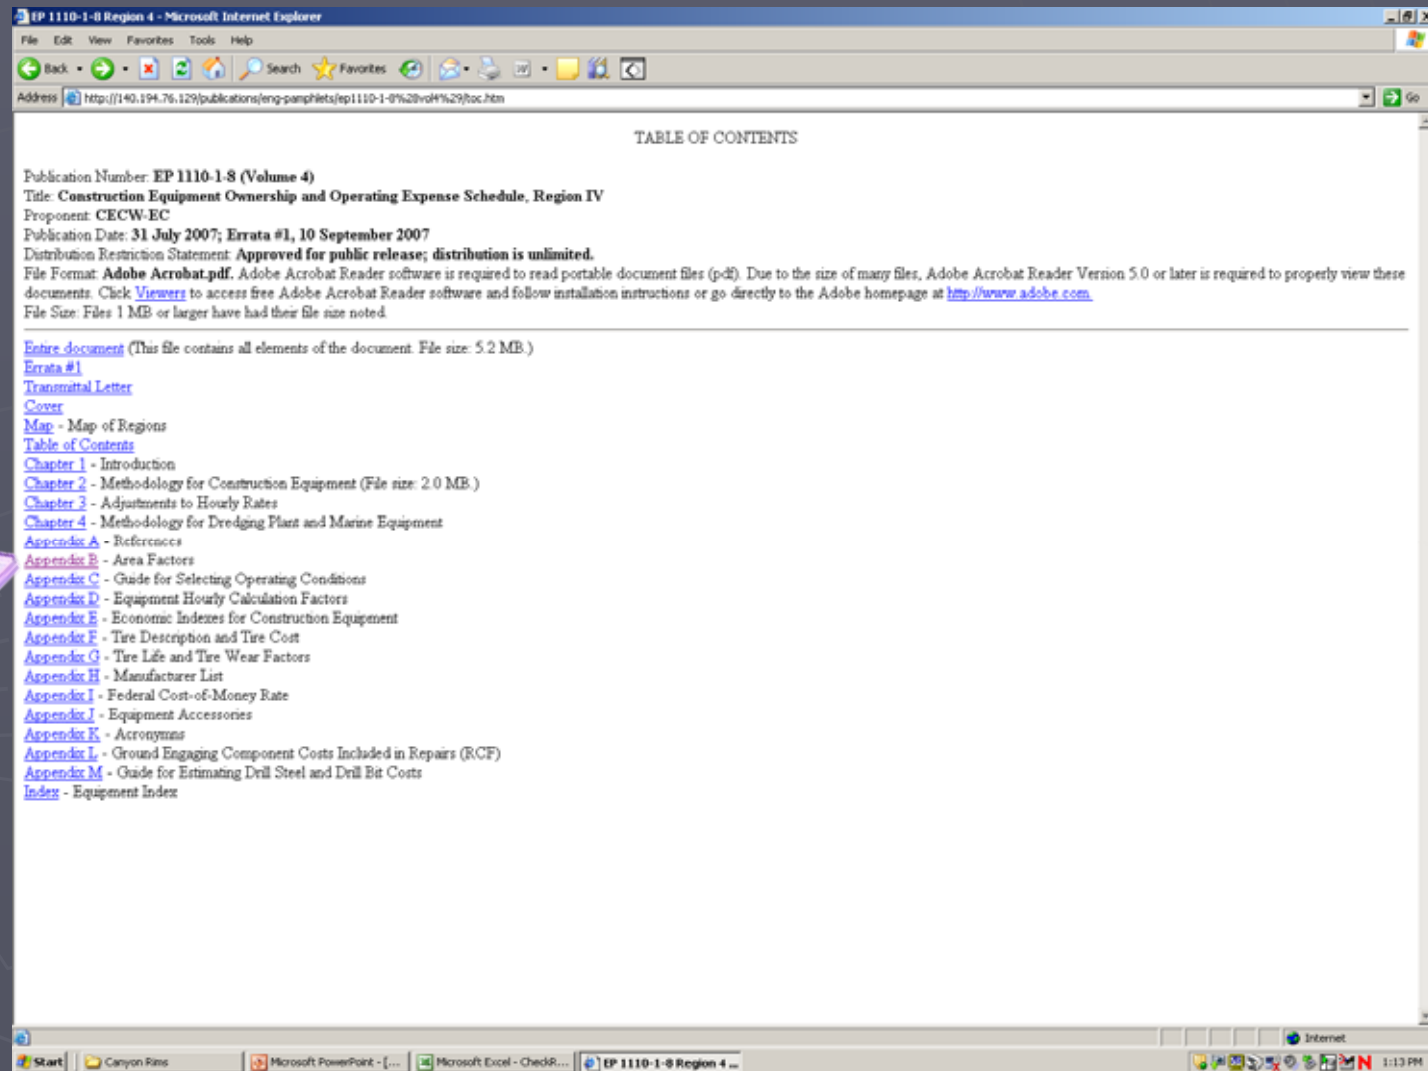 EP 1110-1-8 Region 4 - Microsoft Internet Explorer
File Edit View Favorites Tools Help
Back Search Favorites
Address http://140.194.76.129/publications/eng-pamphlets/ep1110-1-8%28vol4%29/toc.htm Go
TABLE OF CONTENTS
Publication Number: EP 1110-1-8 (Volume 4)
Title: Construction Equipment Ownership and Operating Expense Schedule, Region IV
Proponent: CECW-EC
Publication Date: 31 July 2007; Errata #1, 10 September 2007
Distribution Restriction Statement: Approved for public release; distribution is unlimited.
File Format: Adobe Acrobat.pdf. Adobe Acrobat Reader software is required to read portable document files (pdf). Due to the size of many files, Adobe Acrobat Reader Version 5.0 or later is required to properly view these
documents. Click Viewers to access free Adobe Acrobat Reader software and follow installation instructions or go directly to the Adobe homepage at http://www.adobe.com.
File Size: Files 1 MB or larger have had their file size noted.
Entire document (This file contains all elements of the document. File size: 5.2 MB.)
Errata #1
Transmittal Letter
Cover
Map - Map of Regions
Table of Contents
Chapter 1 - Introduction
Chapter 2 - Methodology for Construction Equipment (File size: 2.0 MB.)
Chapter 3 - Adjustments to Hourly Rates
Chapter 4 - Methodology for Dredging Plant and Marine Equipment
Appendix A - References
Appendix B - Area Factors
Appendix C - Guide for Selecting Operating Conditions
Appendix D - Equipment Hourly Calculation Factors
Appendix E - Economic Indexes for Construction Equipment
Appendix F - Tire Description and Tire Cost
Appendix G - Tire Life and Tire Wear Factors
Appendix H - Manufacturer List
Appendix I - Federal Cost-of-Money Rate
Appendix J - Equipment Accessories
Appendix K - Acronymns
Appendix L - Ground Engaging Component Costs Included in Repairs (RCF)
Appendix M - Guide for Estimating Drill Steel and Drill Bit Costs
Index - Equipment Index
Internet
Start Canyon Rims Microsoft PowerPoint - [... Microsoft Excel - CheckR... EP 1110-1-8 Region 4 ... 1:13 PM